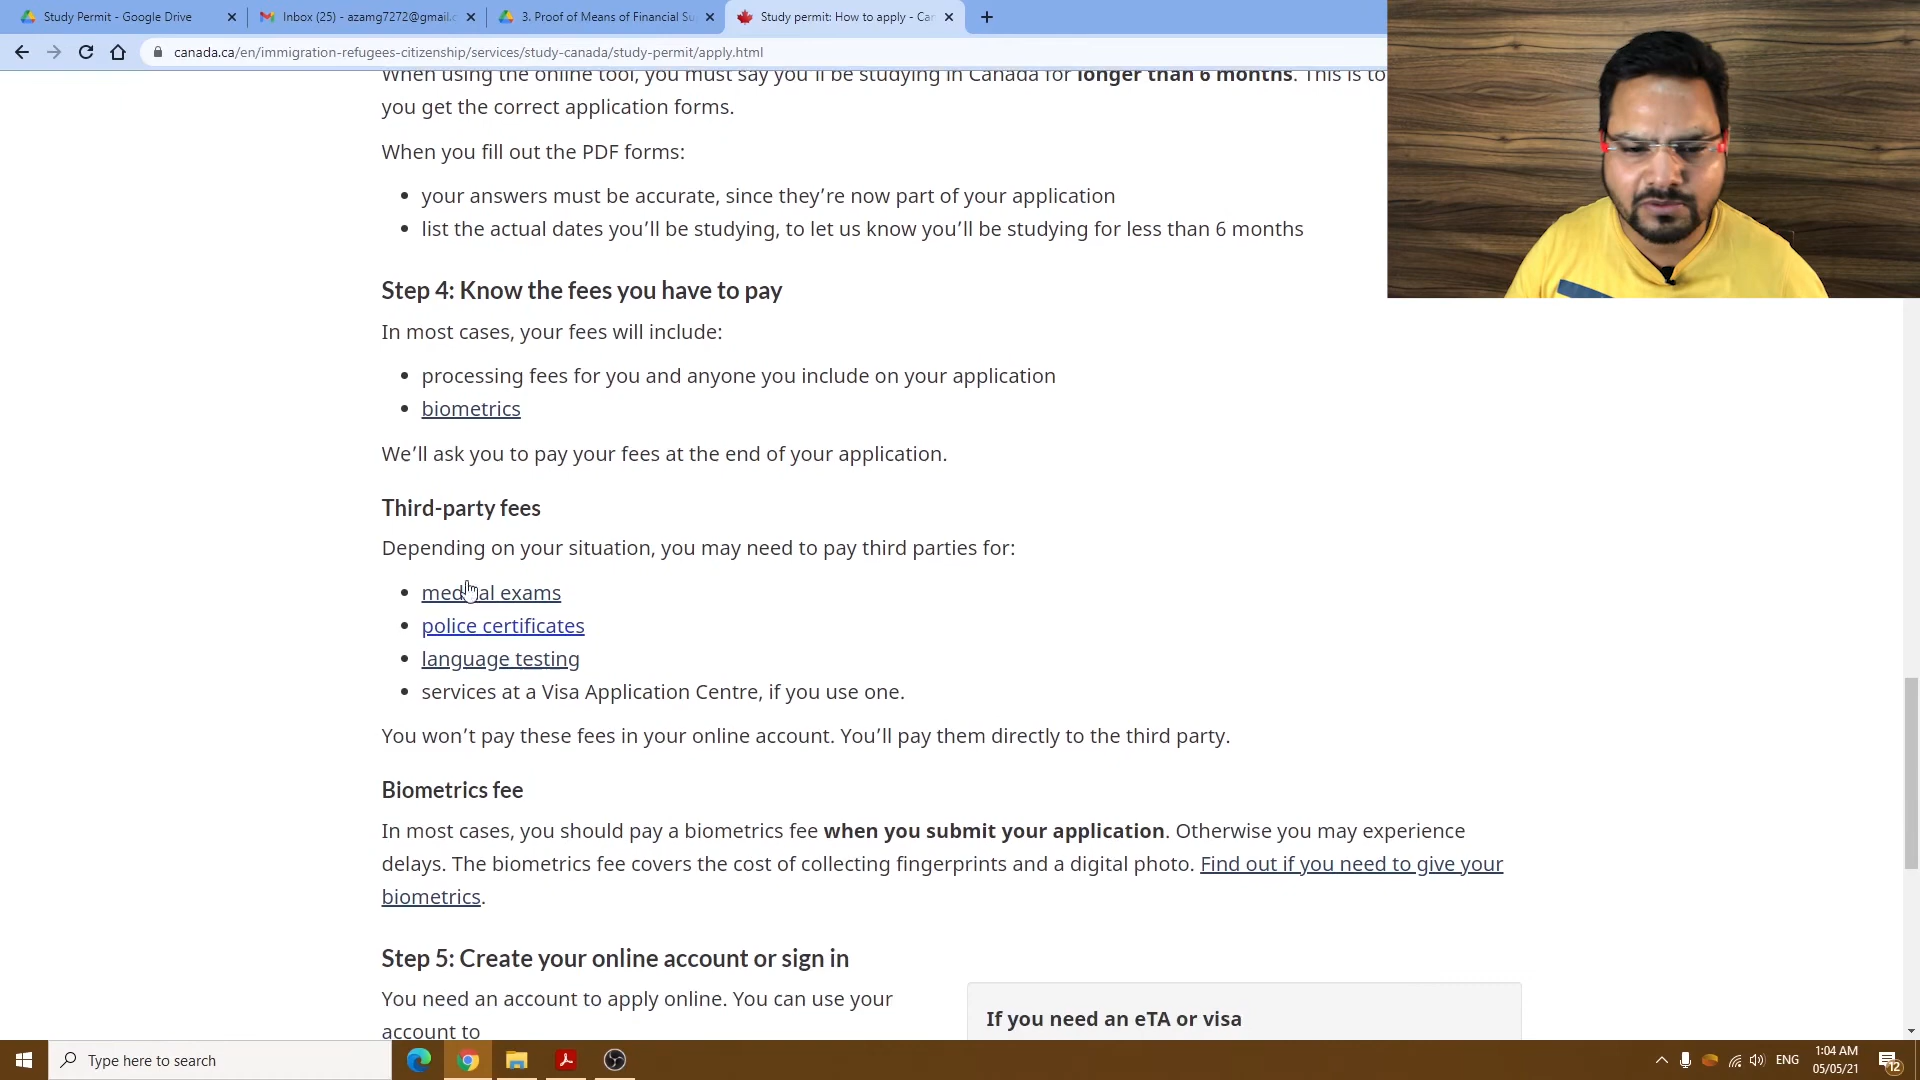 Study Permit - Google Drive
Inbox (25) - azamg7272@gmail.c
3. Proof of Means of Financial Su
Study permit: How to apply - Can
canada.ca/en/immigration-refugees-citizenship/services/study-canada/study-permit/apply.html
When using the online tool, you must say you'll be studying in Canada for longer than 6 months. This is to
you get the correct application forms.
When you fill out the PDF forms:
• your answers must be accurate, since they're now part of your application
• list the actual dates you'll be studying, to let us know you'll be studying for less than 6 months
Step 4: Know the fees you have to pay
In most cases, your fees will include:
• processing fees for you and anyone you include on your application
• biometrics
We'll ask you to pay your fees at the end of your application.
Third-party fees
Depending on your situation, you may need to pay third parties for:
• medical exams
• police certificates
• language testing
• services at a Visa Application Centre, if you use one.
You won't pay these fees in your online account. You'll pay them directly to the third party.
Biometrics fee
In most cases, you should pay a biometrics fee when you submit your application. Otherwise you may experience
delays. The biometrics fee covers the cost of collecting fingerprints and a digital photo. Find out if you need to give your
biometrics.
Step 5: Create your online account or sign in
You need an account to apply online. You can use your
account to
If you need an eTA or visa
Type here to search
ENG
1:04 AM
05/05/21
12